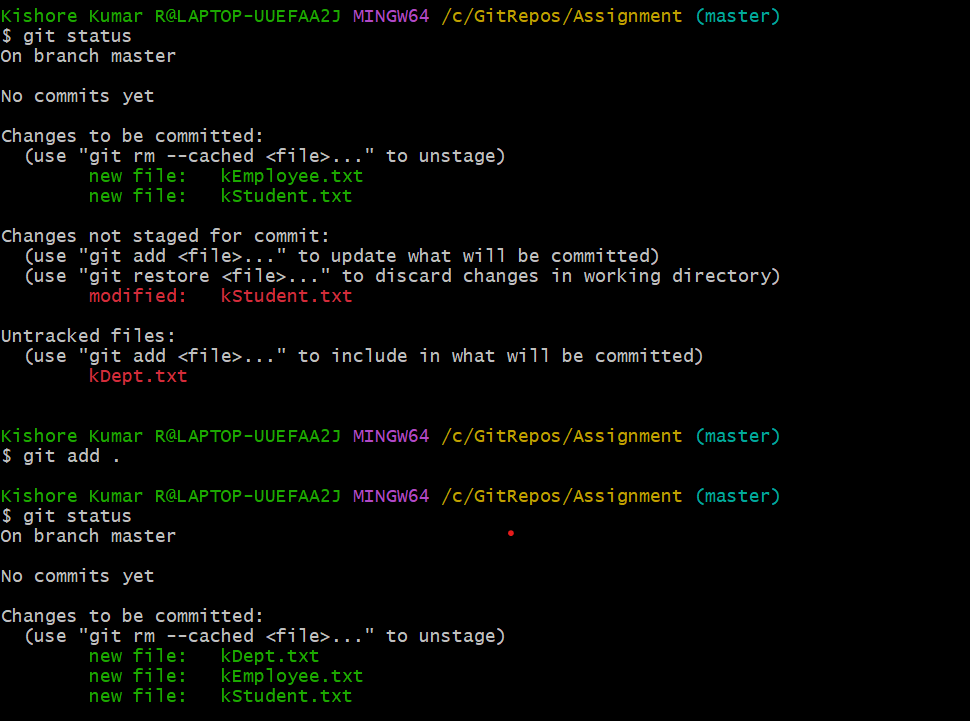 Kishore Kumar R@LAPTOP-UUEFAA2J MINGW64 /c/GitRepos/Assignment (master)
$ git status
On branch master
No commits yet
Changes to be committed:
  (use "git rm --cached <file>..." to unstage)
        new file:   kEmployee.txt
        new file:   kStudent.txt
Changes not staged for commit:
  (use "git add <file>..." to update what will be committed)
  (use "git restore <file>..." to discard changes in working directory)
        modified:   kStudent.txt
Untracked files:
  (use "git add <file>..." to include in what will be committed)
        kDept.txt
Kishore Kumar R@LAPTOP-UUEFAA2J MINGW64 /c/GitRepos/Assignment (master)
$ git add .
Kishore Kumar R@LAPTOP-UUEFAA2J MINGW64 /c/GitRepos/Assignment (master)
$ git status
On branch master
No commits yet
Changes to be committed:
  (use "git rm --cached <file>..." to unstage)
        new file:   kDept.txt
        new file:   kEmployee.txt
        new file:   kStudent.txt